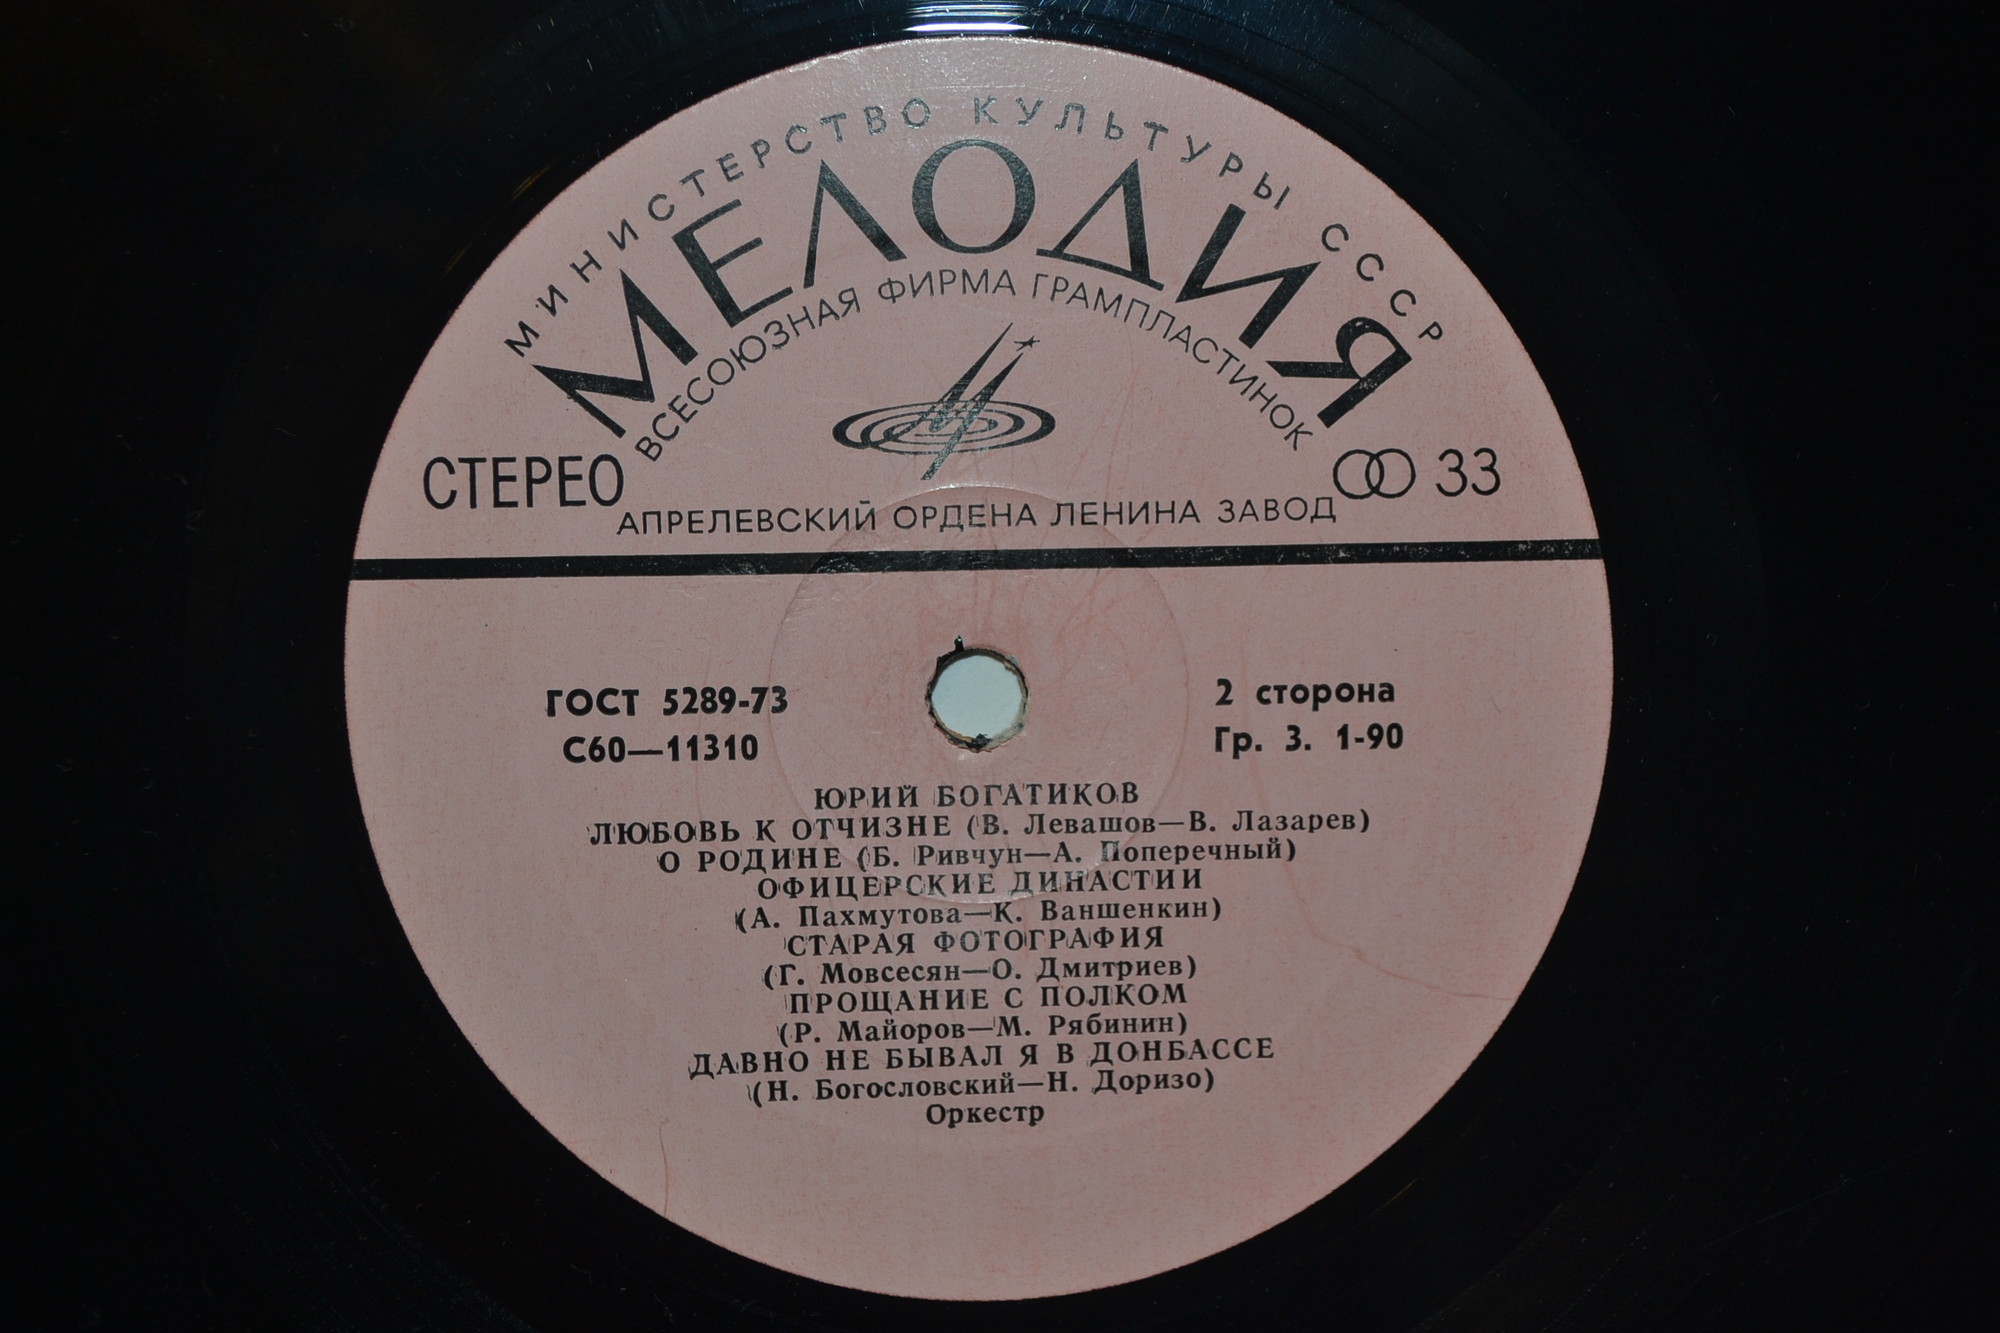 МИНИСТЕРСТВО КУЛЬТУРЫ СССР
МЕЛОДИЯ
ВСЕСОЮЗНАЯ ФИРМА ГРАМПЛАСТИНОК
СТЕРЕО
33
АПРЕЛЕВСКИЙ ОРДЕНА ЛЕНИНА ЗАВОД
ГОСТ 5289-73
С60—11310
2 сторона
Гр. 3. 1-90
ЮРИЙ БОГАТИКОВ
ЛЮБОВЬ К ОТЧИЗНЕ (В. Левашов—В. Лазарев)
О РОДИНЕ (Б. Ривчун—А. Поперечный)
ОФИЦЕРСКИЕ ДИНАСТИИ
(А. Пахмутова—К. Ваншенкин)
СТАРАЯ ФОТОГРАФИЯ
(Г. Мовсесян—О. Дмитриев)
ПРОЩАНИЕ С ПОЛКОМ
(Р. Майоров—М. Рябинин)
ДАВНО НЕ БЫВАЛ Я В ДОНБАССЕ
(Н. Богословский—Н. Доризо)
Оркестр